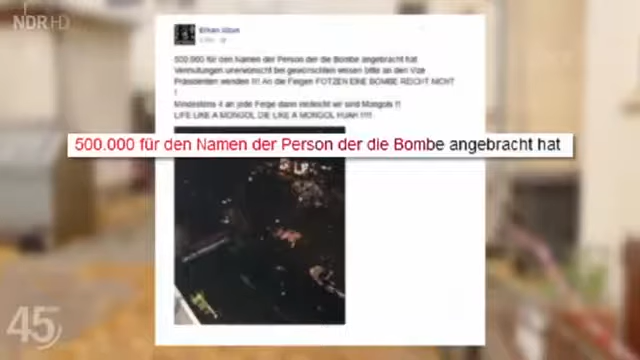 NDR HD
500.000 für den Namen der Person der die Bombe angebracht hat
Vermutungen unerwünscht bei gewünschten wissen bitte an den Vize
Präsidenten wenden !!! An die Feigen FOTZEN EINE BOMBE REICHT NICHT
!
Mindestens 4 an jede Felge dann vielleicht wir sind Mongols !!
LIFE LIKE A MONGOL DIE LIKE A MONGOL
500.000 für den Namen der Person der die Bombe angebracht hat
45